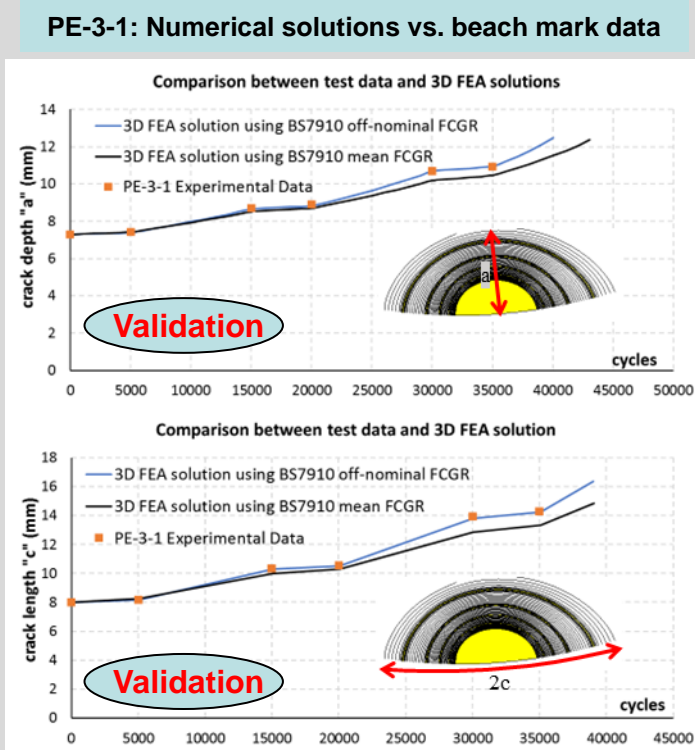 PE-3-1: Numerical solutions vs. beach mark data
Comparison between test data and 3D FEA solutions
14
12
10
8
6
4
2
0
crack depth "a" (mm)
3D FEA solution using BS7910 off-nominal FCGR
3D FEA solution using BS7910 mean FCGR
PE-3-1 Experimental Data
a
Validation
cycles
0 5000 10000 15000 20000 25000 30000 35000 40000 45000 50000
Comparison between test data and 3D FEA solution
18
16
14
12
10
8
6
4
2
0
crack length "c" (mm)
3D FEA solution using BS7910 off-nominal FCGR
3D FEA solution using BS7910 mean FCGR
PE-3-1 Experimental Data
Validation
2c
cycles
0 5000 10000 15000 20000 25000 30000 35000 40000 45000